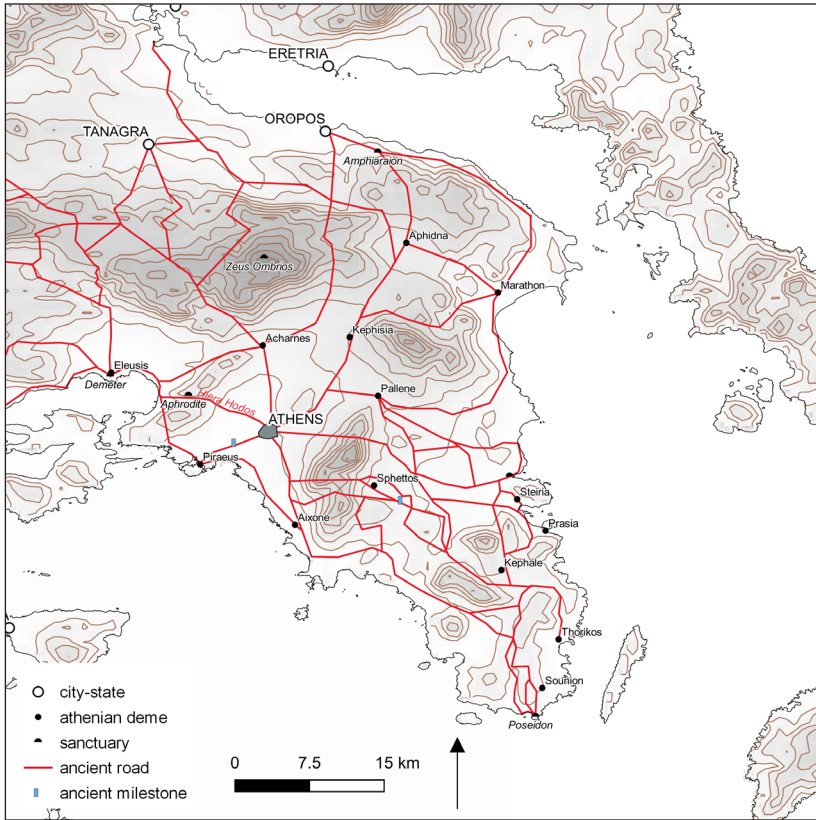 ERETRIA
OROPOS
TANAGRA
Amphiaraion
Aphidna
Zeus Ombrios
Marathon
Kephisia
Acharnes
Eleusis
Demeter
Pallene
Aphrodite
Hiera Hodos
ATHENS
Piraeus
Sphettos
Steiria
Aixone
Prasia
Kephale
Thorikos
Sounion
Poseidon
city-state
athenian deme
sanctuary
ancient road
ancient milestone
0 7.5 15 km